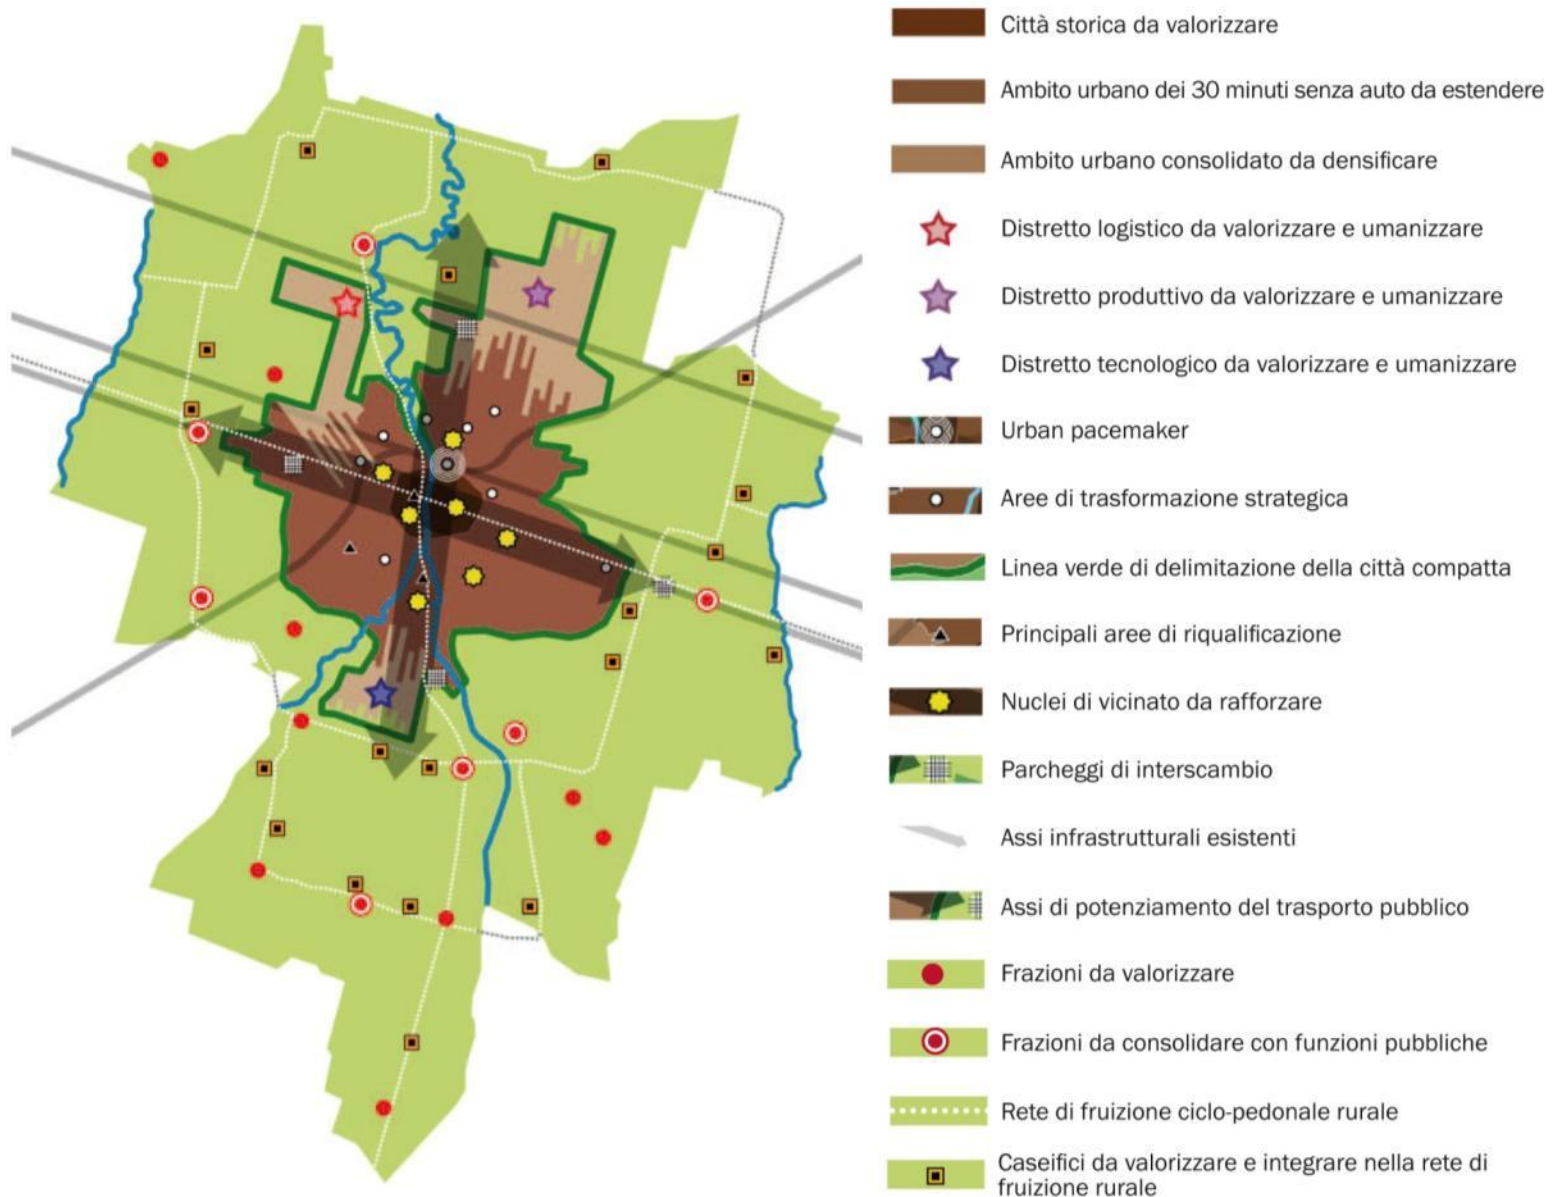 Città storica da valorizzare
Ambito urbano dei 30 minuti senza auto da estendere
Ambito urbano consolidato da densificare
Distretto logistico da valorizzare e umanizzare
Distretto produttivo da valorizzare e umanizzare
Distretto tecnologico da valorizzare e umanizzare
Urban pacemaker
Aree di trasformazione strategica
Linea verde di delimitazione della città compatta
Principali aree di riqualificazione
Nuclei di vicinato da rafforzare
Parcheggi di interscambio
Assi infrastrutturali esistenti
Assi di potenziamento del trasporto pubblico
Frazioni da valorizzare
Frazioni da consolidare con funzioni pubbliche
Rete di fruizione ciclo-pedonale rurale
Caseifici da valorizzare e integrare nella rete di
fruizione rurale